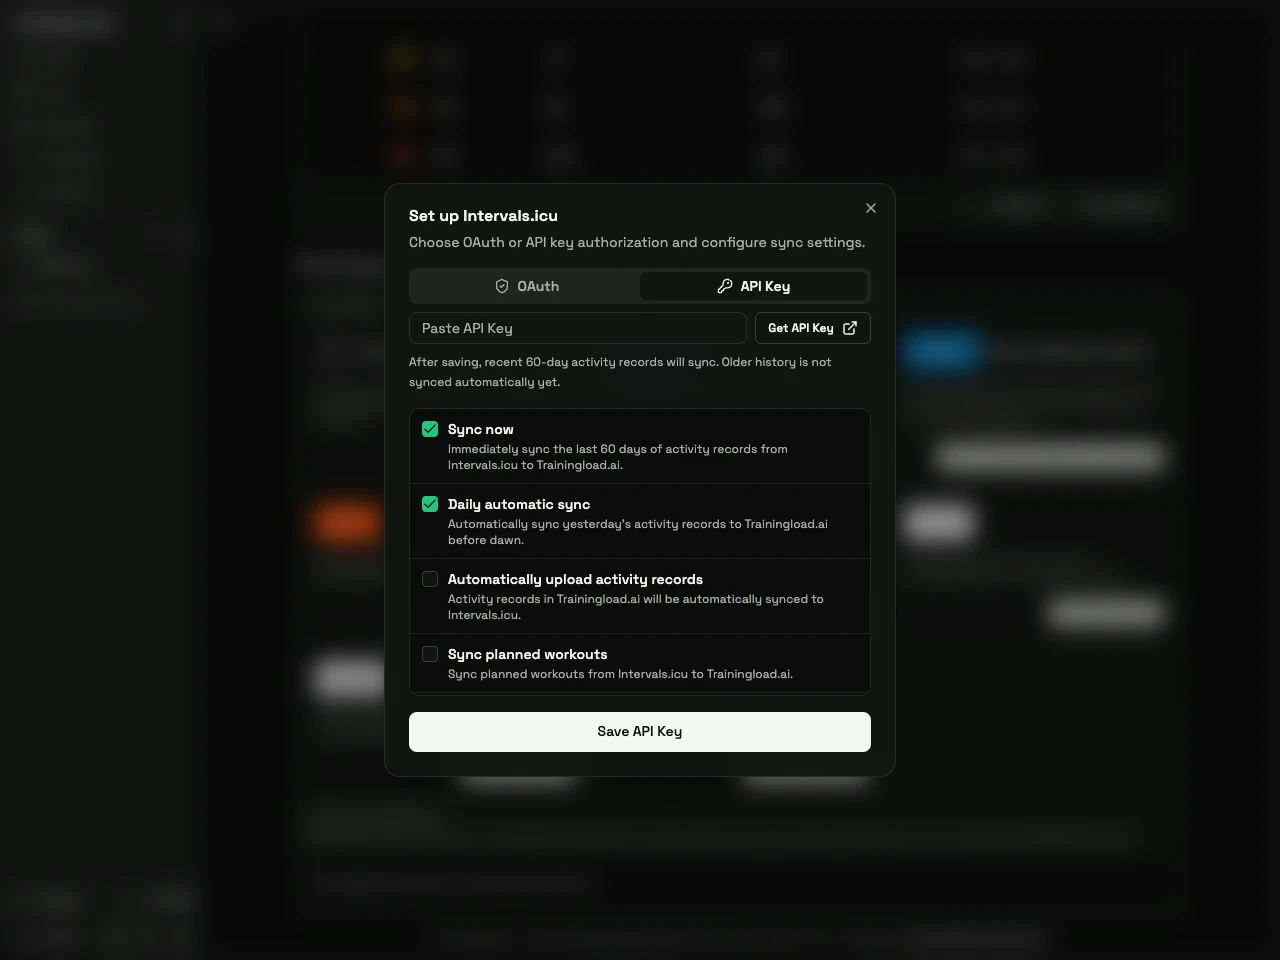 Set up Intervals.icu
Choose OAuth or API key authorization and configure sync settings.
OAuth
API Key
Paste API Key
Get API Key
After saving, recent 60-day activity records will sync. Older history is not
synced automatically yet.
Sync now
Immediately sync the last 60 days of activity records from
Intervals.icu to Trainingload.ai.
Daily automatic sync
Automatically sync yesterday's activity records to Trainingload.ai
before dawn.
Automatically upload activity records
Activity records in Trainingload.ai will be automatically synced to
Intervals.icu.
Sync planned workouts
Sync planned workouts from Intervals.icu to Trainingload.ai.
Save API Key